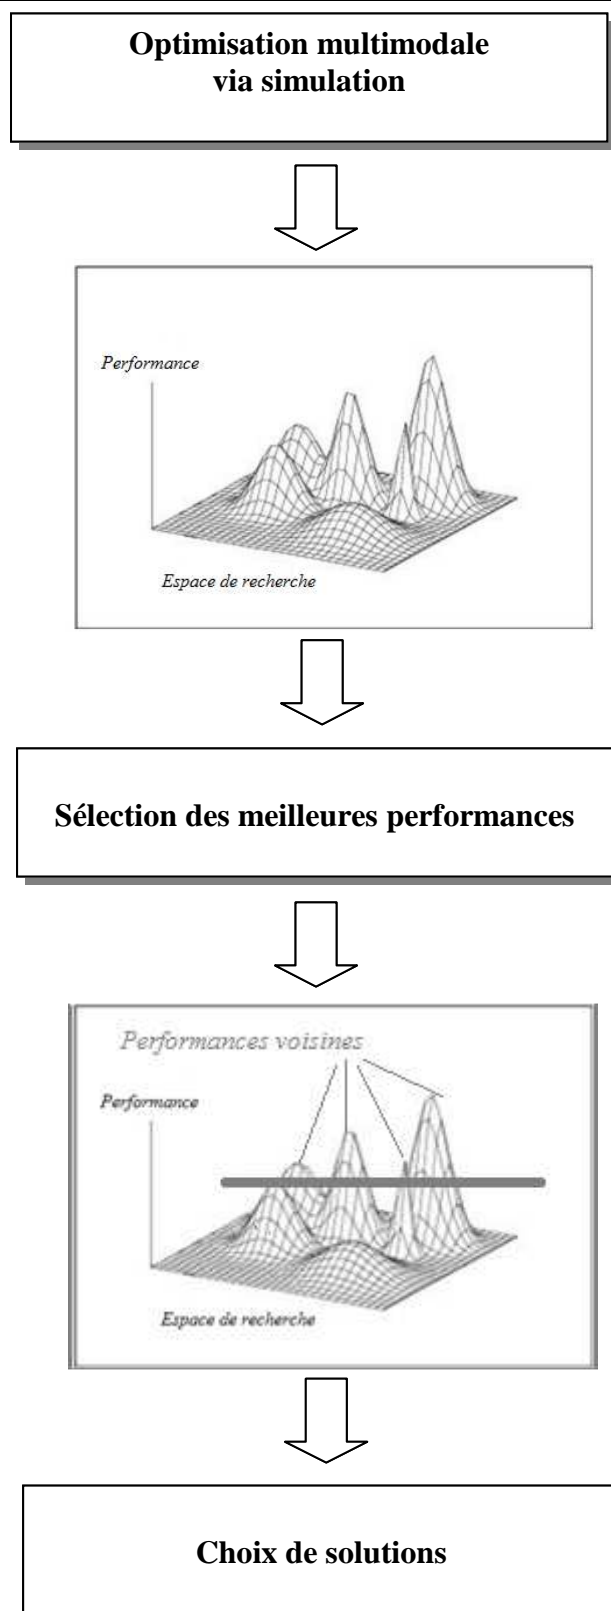 Optimisation multimodale
via simulation
Performance
Espace de recherche
Sélection des meilleures performances
Performances voisines
Performance
Espace de recherche
Choix de solutions